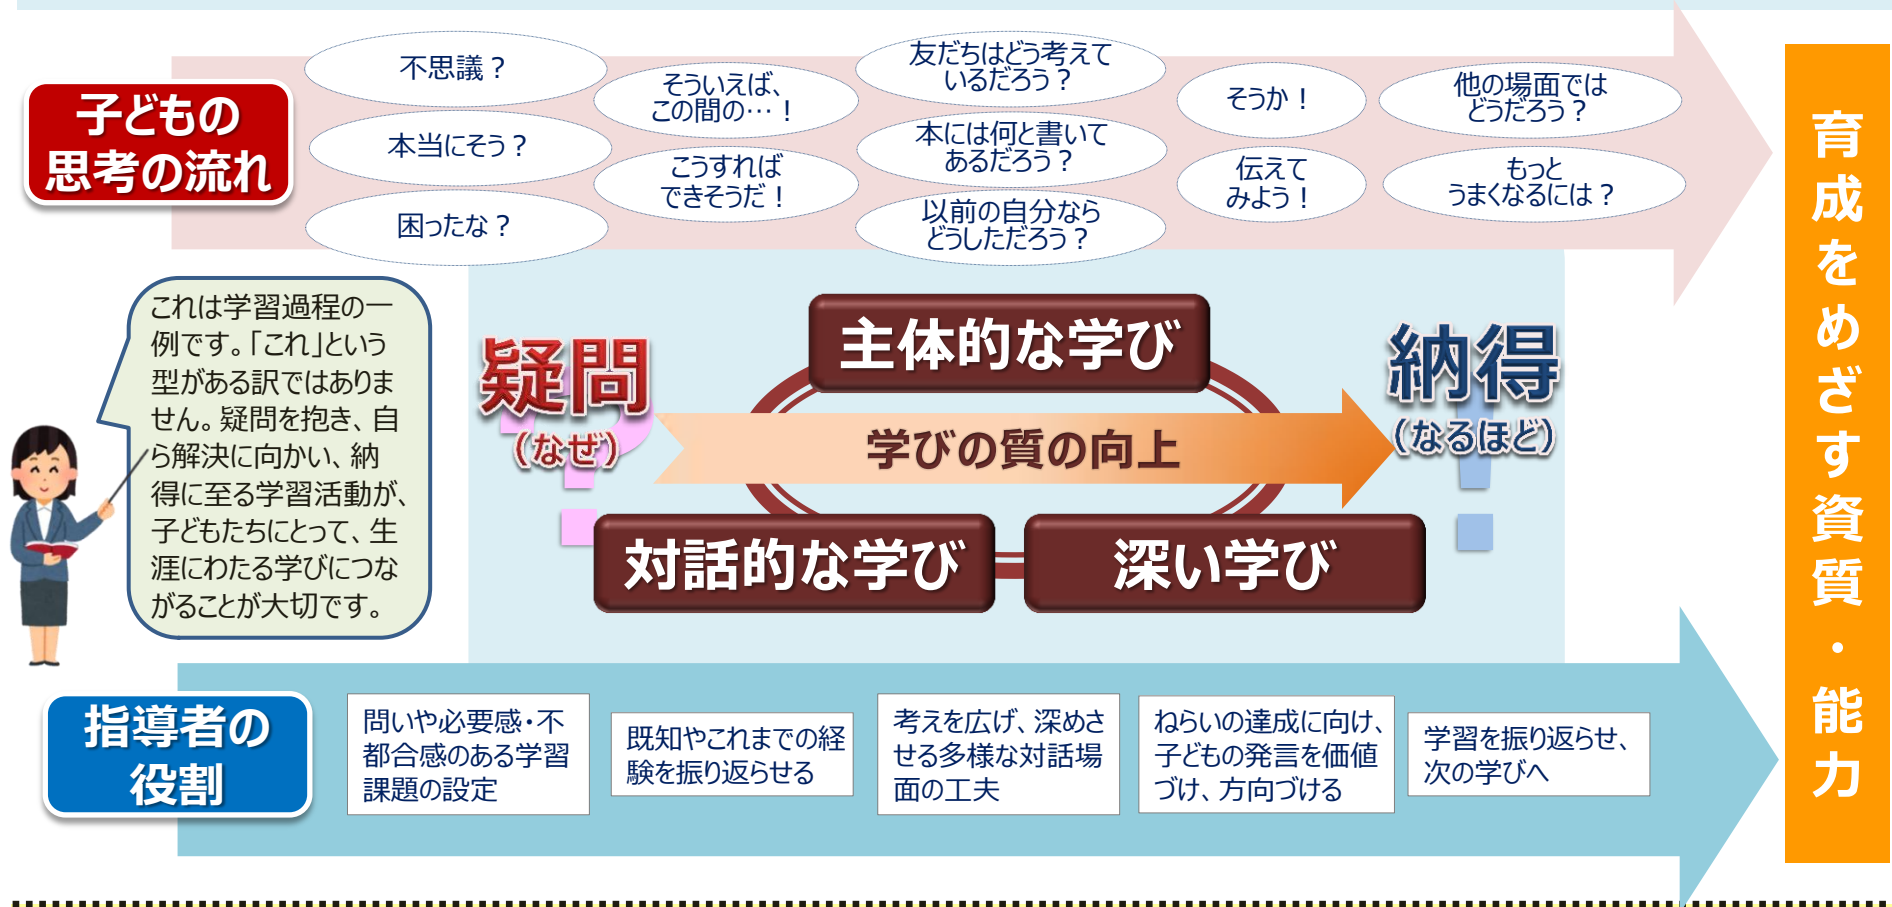 子どもの
思考の流れ
不思議？
本当にそう？
困ったな？
そういえば、
この間の…！
こうすれば
できそうだ！
友だちはどう考えて
いるだろう？
本には何と書いて
あるだろう？
以前の自分なら
どうしただろう？
そうか！
伝えて
みよう！
他の場面では
どうだろう？
もっと
うまくなるには？
これは学習過程の一
例です。「これ」という
型がある訳ではありま
せん。疑問を抱き、自
ら解決に向かい、納
得に至る学習活動が、
子どもたちにとって、生
涯にわたる学びにつな
がることが大切です。
?
疑問
（なぜ）
主体的な学び
学びの質の向上
対話的な学び
深い学び
!
納得
（なるほど）
指導者の
役割
問いや必要感・不
都合感のある学習
課題の設定
既知やこれまでの経
験を振り返らせる
考えを広げ、深めさ
せる多様な対話場
面の工夫
ねらいの達成に向け、
子どもの発言を価値
づけ、方向づける
学習を振り返らせ、
次の学びへ
育成をめざす資質・能力